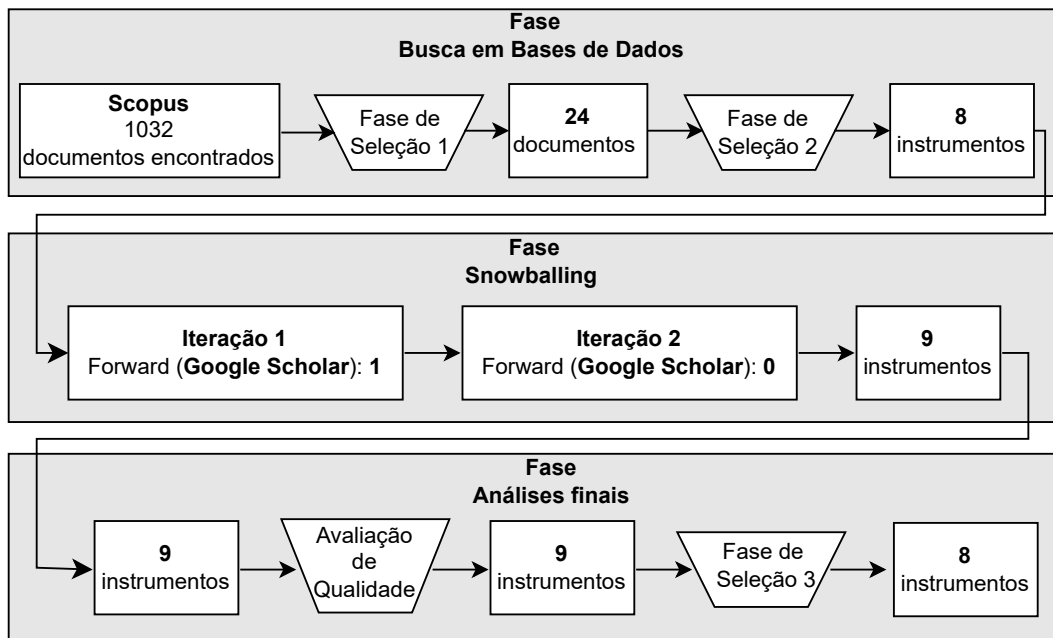 Fase
Busca em Bases de Dados
Scopus
1032
documentos encontrados
Fase de
Seleção 1
24
documentos
Fase de
Seleção 2
8
instrumentos
Fase
Snowballing
Iteração 1
Forward (Google Scholar): 1
Iteração 2
Forward (Google Scholar): 0
9
instrumentos
Fase
Análises finais
9
instrumentos
Avaliação
de
Qualidade
9
instrumentos
Fase de
Seleção 3
8
instrumentos